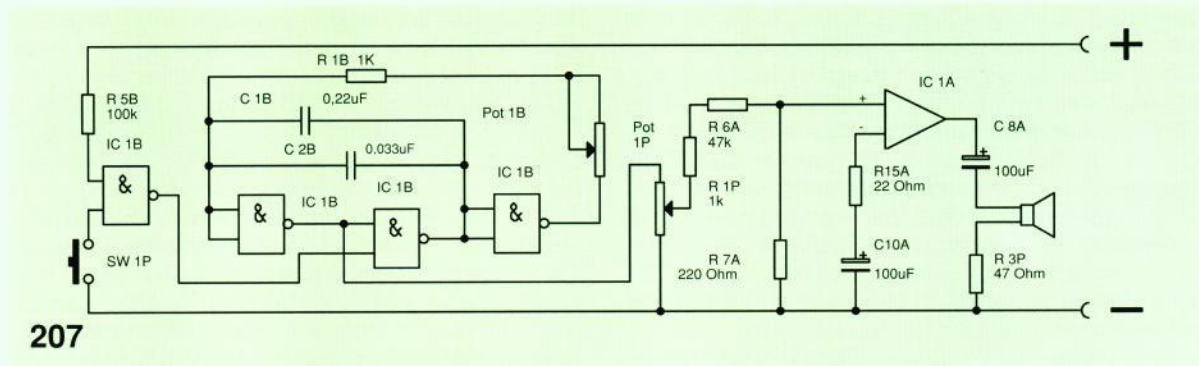 +
R 1B 1K
IC 1A
R 5B
100k
C 1B 0,22uF
Pot 1B
Pot
1P
R 6A
47k
+
-
C 8A
+
100uF
IC 1B
&
C 2B 0.033uF
IC 1B
&
IC 1B
IC 1B
&
&
R 1P
1k
R15A
22 Ohm
SW 1P
R 7A
220 Ohm
C10A
+
100uF
R 3P
47 Ohm
–
207